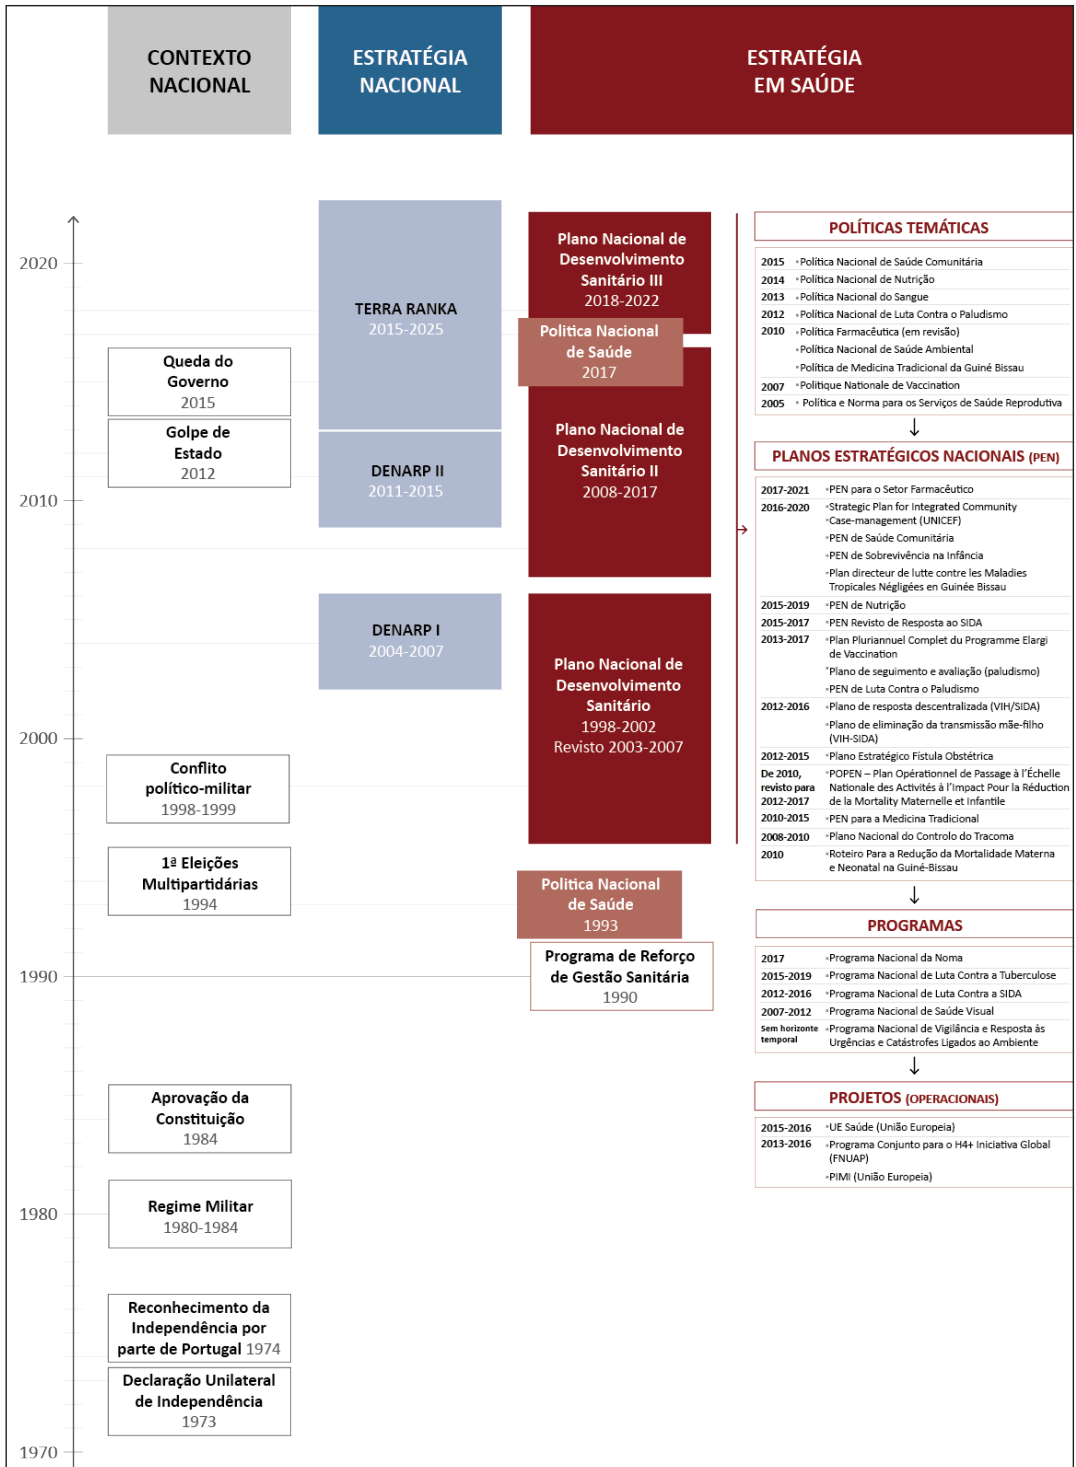 CONTEXTO
NACIONAL
ESTRATÉGIA
NACIONAL
ESTRATÉGIA
EM SAÚDE
2020
2010
2000
1990
1980
1970
Queda do
Governo
2015
Golpe de
Estado
2012
Conflito
político-militar
1998-1999
1ª Eleições
Multipartidárias
1994
Aprovação da
Constituição
1984
Regime Militar
1980-1984
Reconhecimento da
Independência por
parte de Portugal 1974
Declaração Unilateral
de Independência
1973
TERRA RANKA
2015-2025
DENARP II
2011-2015
DENARP I
2004-2007
Plano Nacional de
Desenvolvimento
Sanitário III
2018-2022
Politica Nacional
de Saúde
2017
Plano Nacional de
Desenvolvimento
Sanitário II
2008-2017
Plano Nacional de
Desenvolvimento
Sanitário
1998-2002
Revisto 2003-2007
Politica Nacional
de Saúde
1993
Programa de Reforço
de Gestão Sanitária
1990
POLÍTICAS TEMÁTICAS
2015 •Política Nacional de Saúde Comunitária
2014 •Política Nacional de Nutrição
2013 •Política Nacional do Sangue
2012 •Política Nacional de Luta Contra o Paludismo
2010 •Política Farmacêutica (em revisão)
•Política Nacional de Saúde Ambiental
•Política de Medicina Tradicional da Guiné Bissau
2007 •Politique Nationale de Vaccination
2005 •Política e Norma para os Serviços de Saúde Reprodutiva
PLANOS ESTRATÉGICOS NACIONAIS (PEN)
2017-2021 •PEN para o Setor Farmacêutico
2016-2020 •Strategic Plan for Integrated Community
Case-management (UNICEF)
•PEN de Saúde Comunitária
•PEN de Sobrevivência na Infância
•Plan directeur de lutte contre les Maladies
Tropicales Négligées en Guinée Bissau
2015-2019 •PEN de Nutrição
2015-2017 •PEN Revisto de Resposta ao SIDA
2013-2017 •Plan Pluriannuel Complet du Programme Elargi
de Vaccination
•Plano de seguimento e avaliação (paludismo)
•PEN de Luta Contra o Paludismo
2012-2016 •Plano de resposta descentralizada (VIH/SIDA)
•Plano de eliminação da transmissão mãe-filho
(VIH-SIDA)
2012-2015 •Plano Estratégico Fístula Obstétrica
De 2010, •POPEN – Plan Opérationnel de Passage à l'Échelle
revisto para Nationale des Activités à l'Impact Pour la Réduction
2012-2017 de la Mortality Maternelle et Infantile
2010-2015 •PEN para a Medicina Tradicional
2008-2010 •Plano Nacional do Controlo do Tracoma
2010 •Roteiro Para a Redução da Mortalidade Materna
e Neonatal na Guiné-Bissau
PROGRAMAS
2017 •Programa Nacional da Noma
2015-2019 •Programa Nacional de Luta Contra a Tuberculose
2012-2016 •Programa Nacional de Luta Contra a SIDA
2007-2012 •Programa Nacional de Saúde Visual
Sem horizonte •Programa Nacional de Vigilância e Resposta às
temporal Urgências e Catástrofes Ligados ao Ambiente
PROJETOS (OPERACIONAIS)
2015-2016 •UE Saúde (União Europeia)
2013-2016 •Programa Conjunto para o H4+ Iniciativa Global
(FNUAP)
•PIMI (União Europeia)